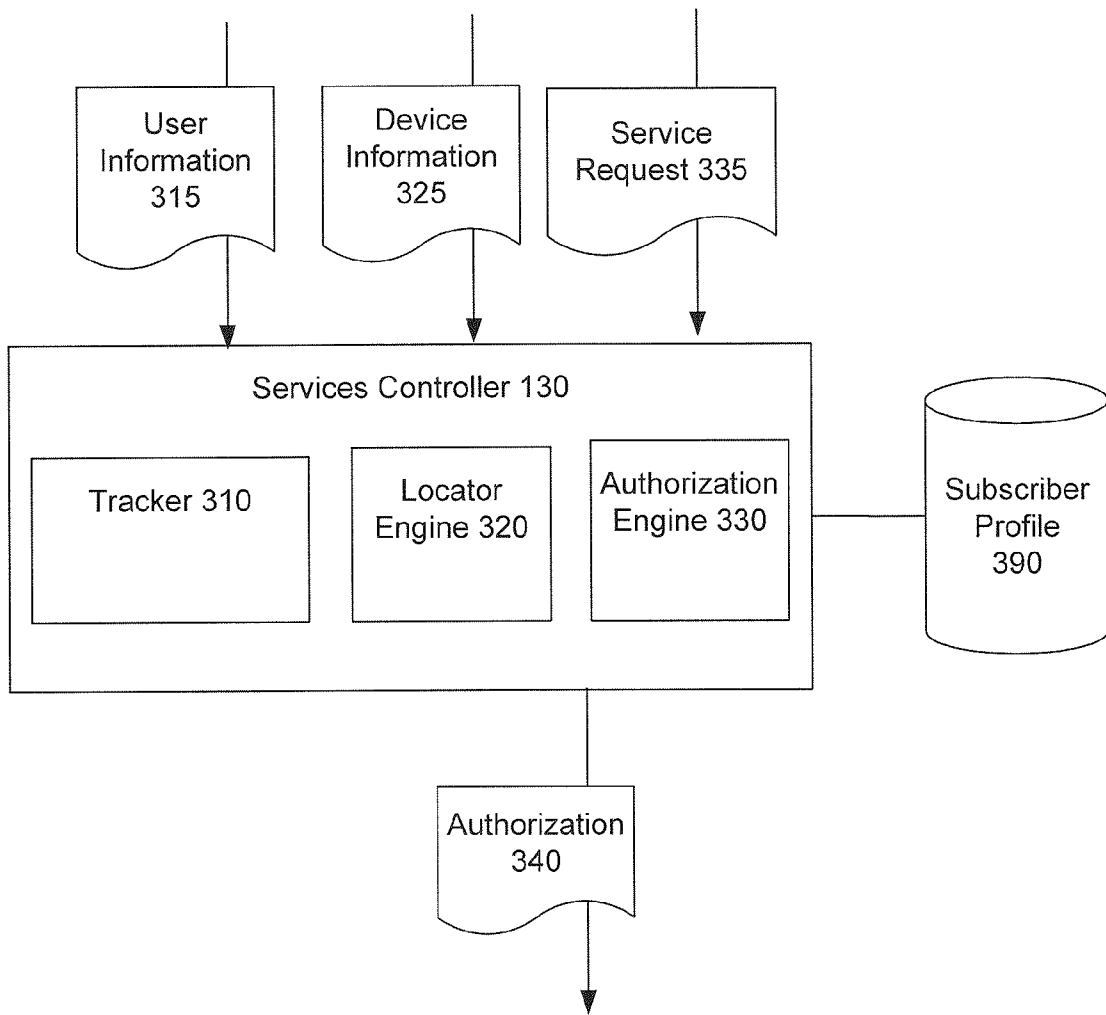 User
Information
315
Device
Information
325
Service
Request 335
Services Controller 130
Tracker 310
Locator
Engine 320
Authorization
Engine 330
Subscriber
Profile
390
Authorization
340